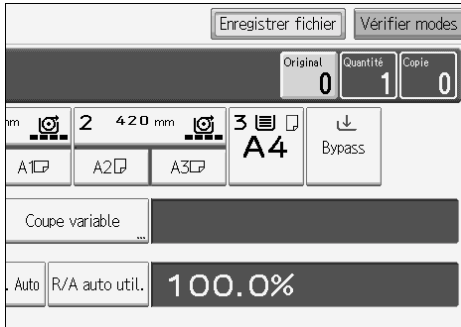 Enregistrer fichier Vérifier modes
Original Quantité Copie
0 1 0
mm 2 420 mm 3
A4 Bypass
A1 A2 A3
Coupe variable ...
. Auto R/A auto util. 100.0%